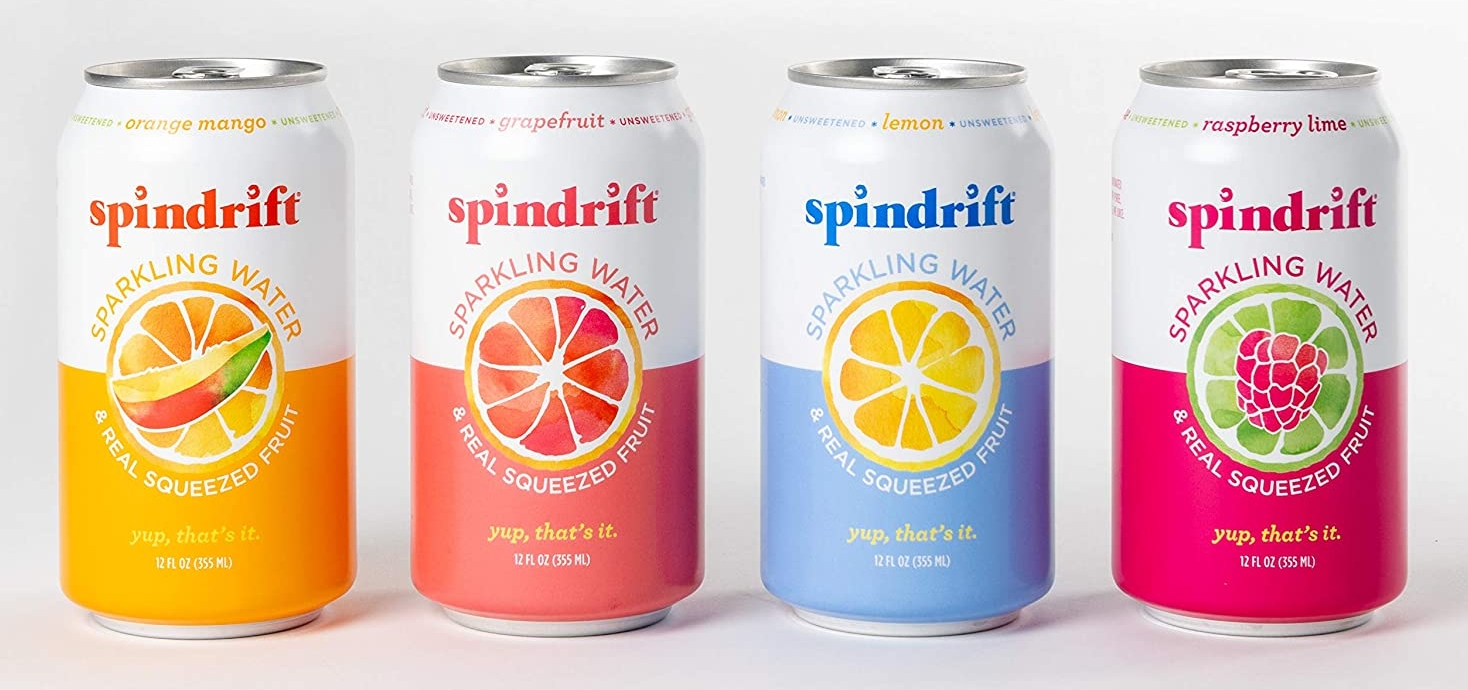 UNSWEETENED * orange mango * UNSWEETENED
spindrift®
SPARKLING WATER
& REAL SQUEEZED FRUIT
yup, that's it.
12 FL OZ (355 ML)
UNSWEETENED * grapefruit * UNSWEETENED
spindrift®
SPARKLING WATER
& REAL SQUEEZED FRUIT
yup, that's it.
12 FL OZ (355 ML)
* UNSWEETENED * lemon * UNSWEETENED
spindrift®
SPARKLING WATER
& REAL SQUEEZED FRUIT
yup, that's it.
12 FL OZ (355 ML)
UNSWEETENED * raspberry lime *
spindrift®
SPARKLING WATER
& REAL SQUEEZED FRUIT
yup, that's it.
12 FL OZ (355 ML)